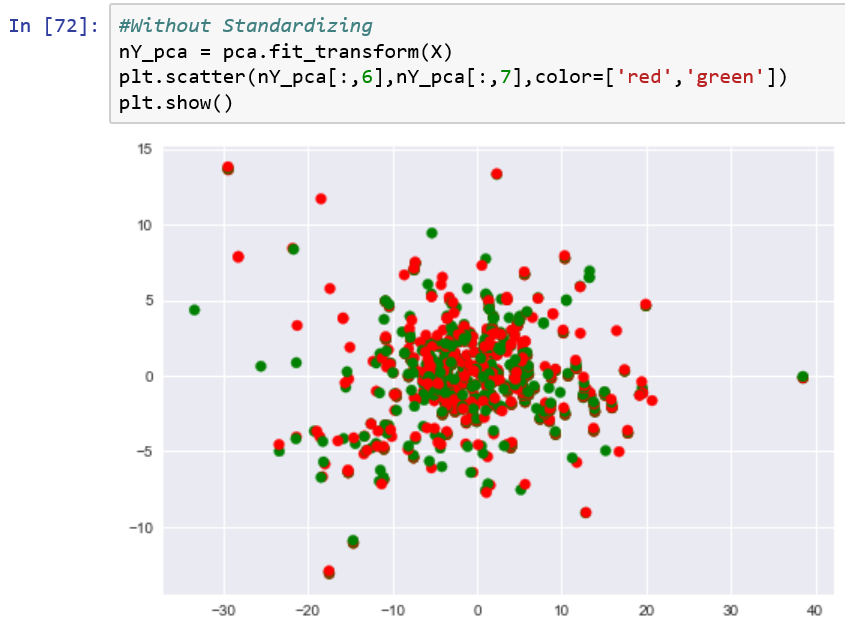 In [72]: #Without Standardizing
nY_pca = pca.fit_transform(X)
plt.scatter(nY_pca[:,6],nY_pca[:,7],color=['red','green'])
plt.show()
15
10
5
0
−5
−10
−30 −20 −10 0 10 20 30 40